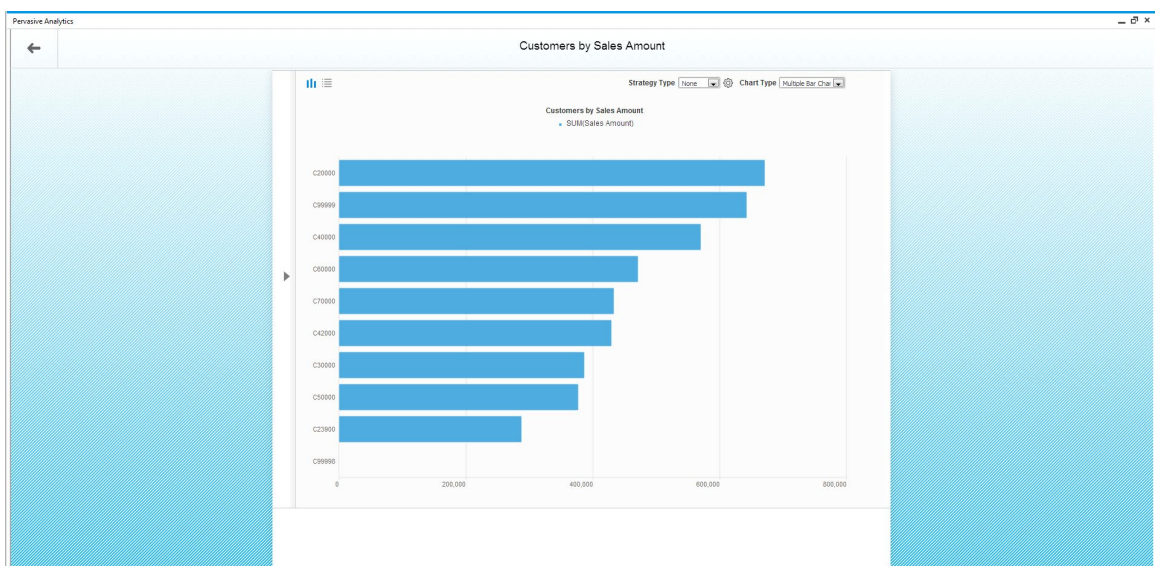 Pervasive Analytics
Customers by Sales Amount
Strategy Type None Chart Type Multiple Bar Char
Customers by Sales Amount
SUM(Sales Amount)
C20000
C99999
C40000
C60000
C70000
C42000
C30000
C50000
C23900
C99998
0 200,000 400,000 600,000 800,000